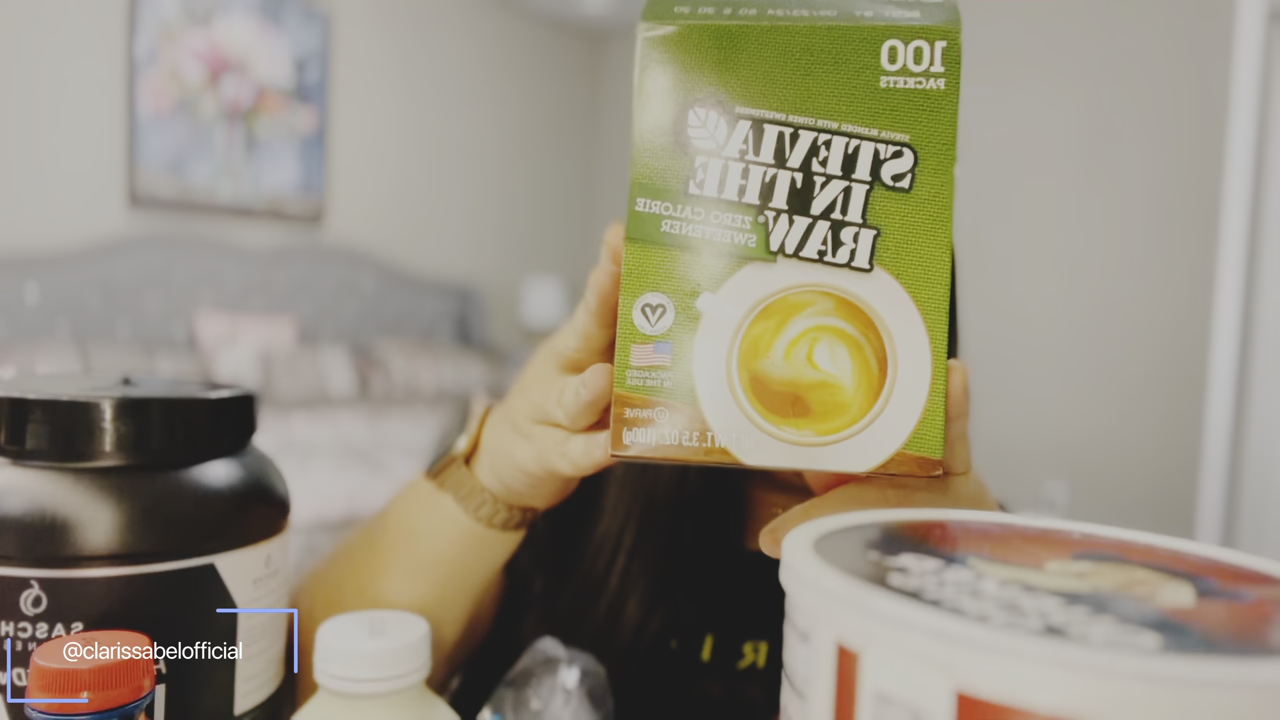 100
PACKETS
STEVIA BLENDED WITH OTHER SWEETENERS
STEVIA
IN THE
RAW®
ZERO CALORIE
SWEETENER
PACKAGED
IN THE USA
PARVE
NET WT. 3.5 OZ. (100g)
SASCH
@clarissabelofficial